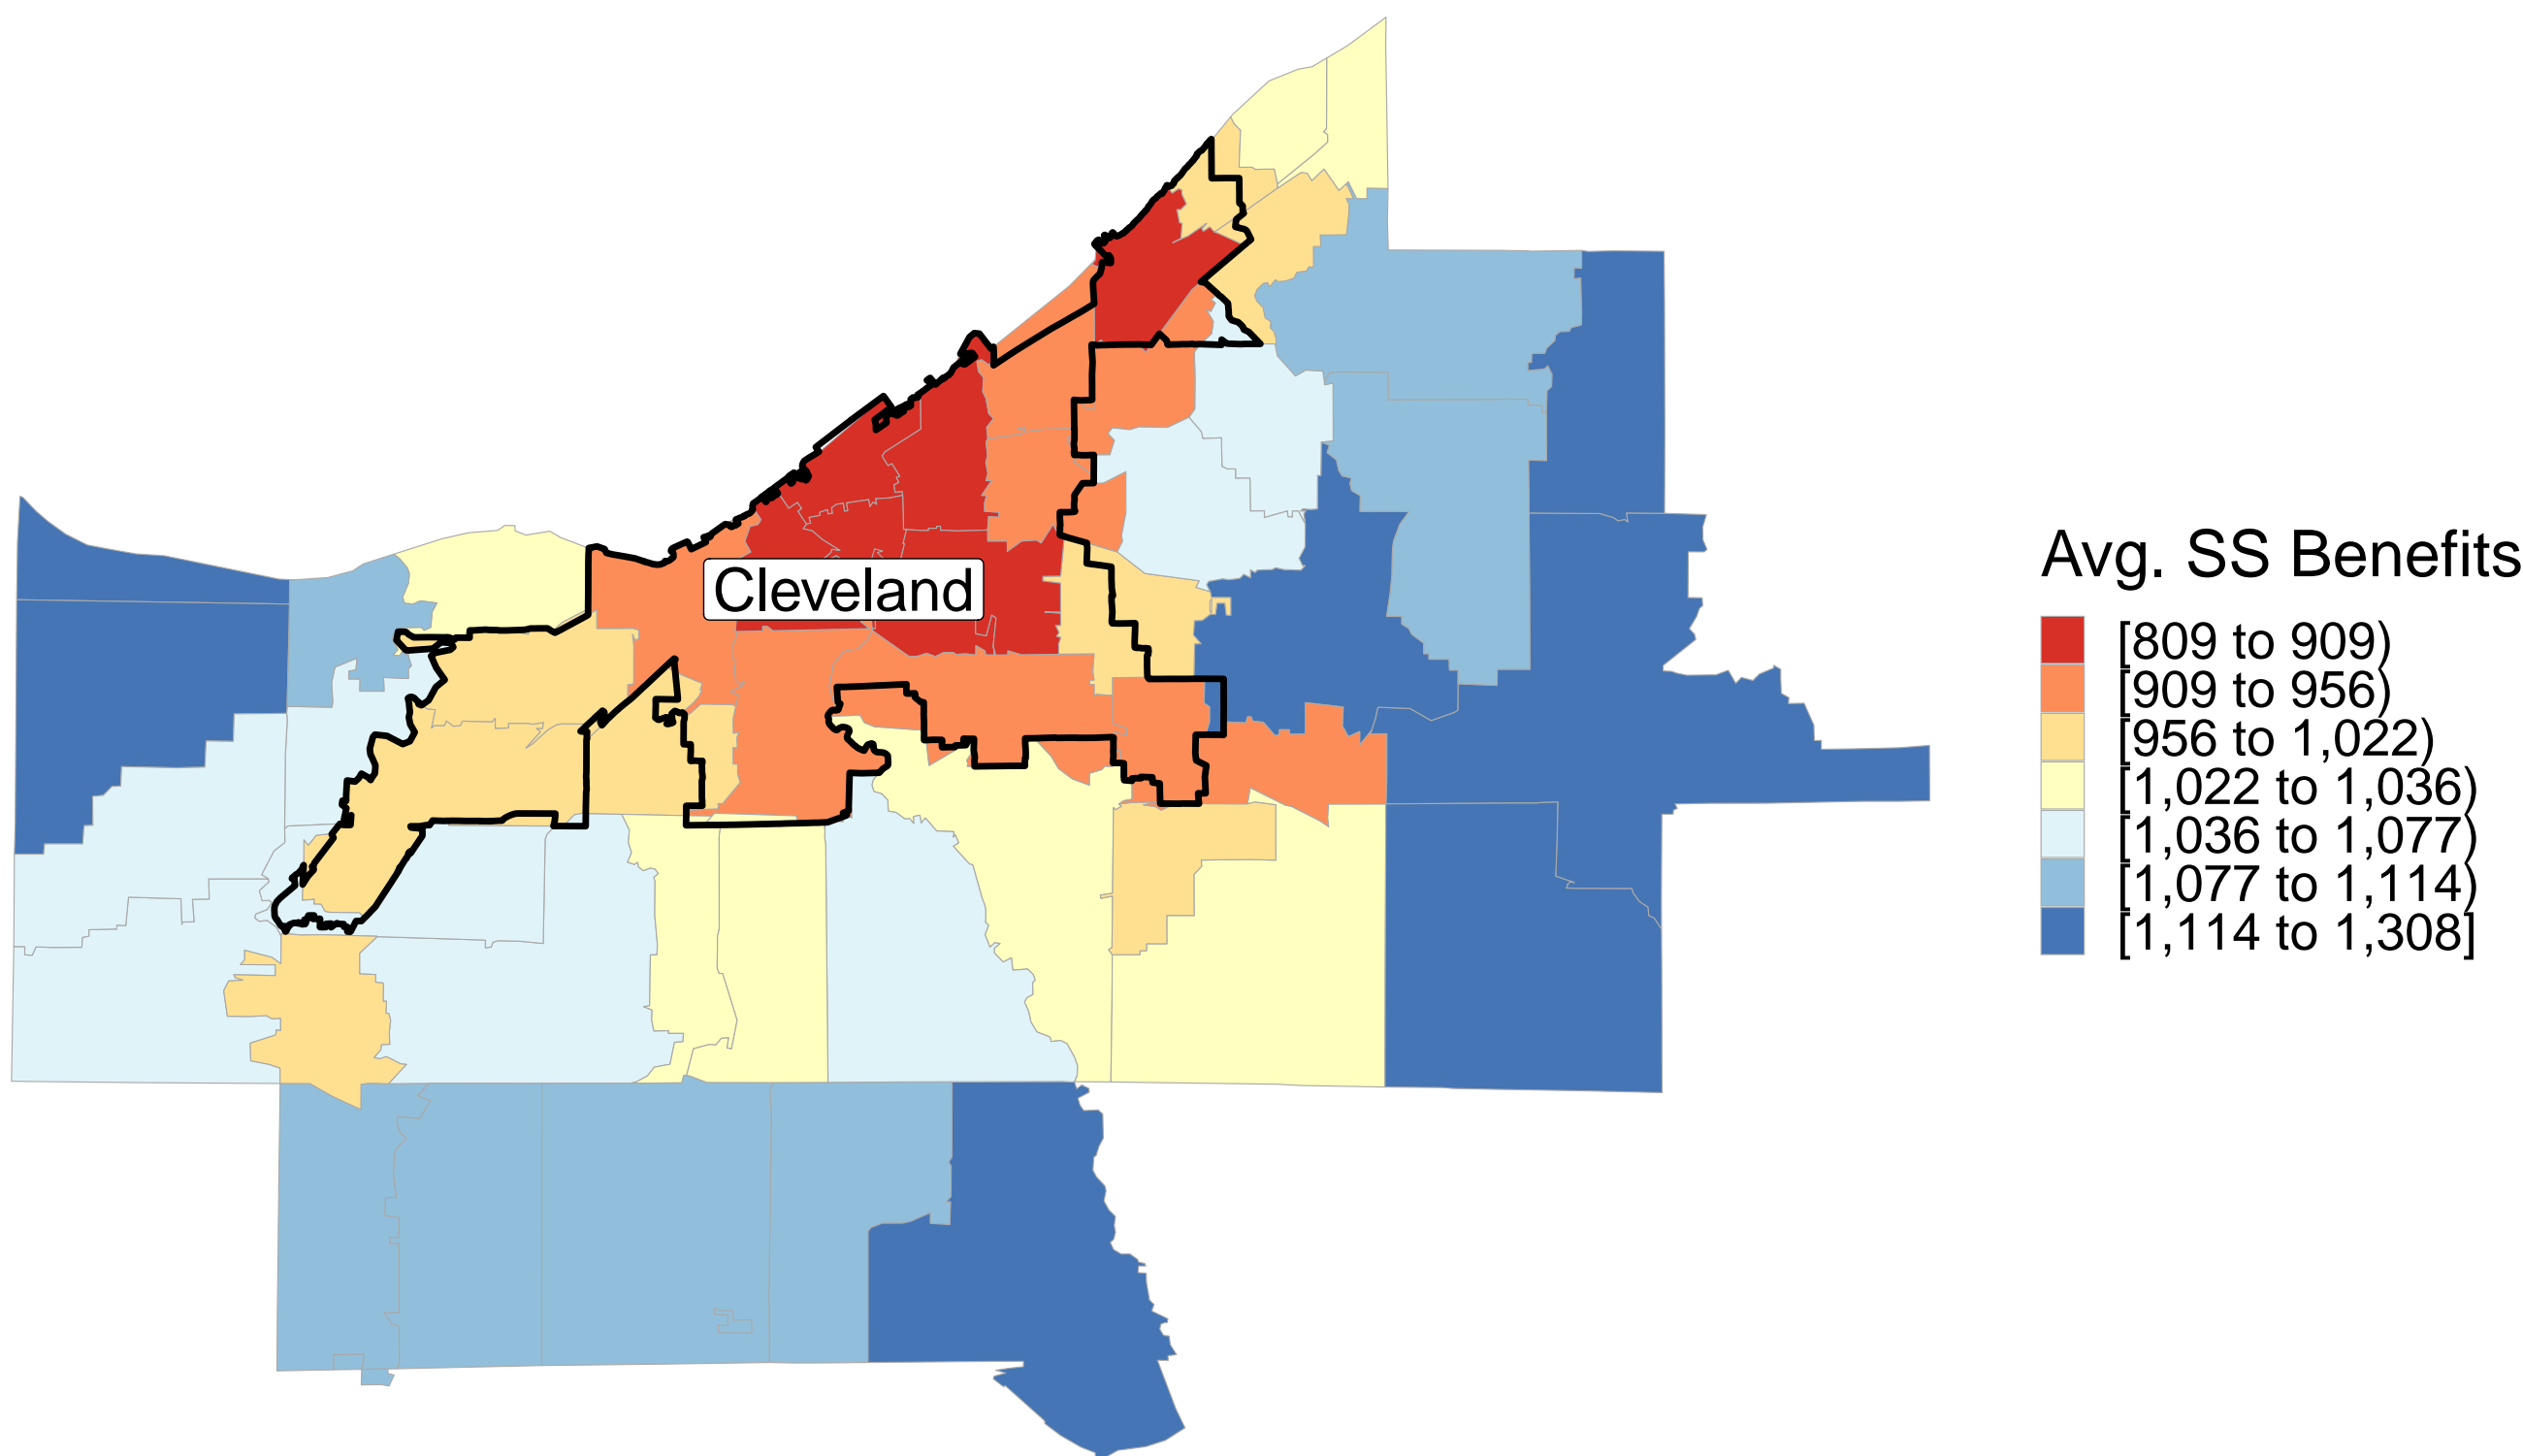 Cleveland
Avg. SS Benefits
[809 to 909)
[909 to 956)
[956 to 1,022)
[1,022 to 1,036)
[1,036 to 1,077)
[1,077 to 1,114)
[1,114 to 1,308]